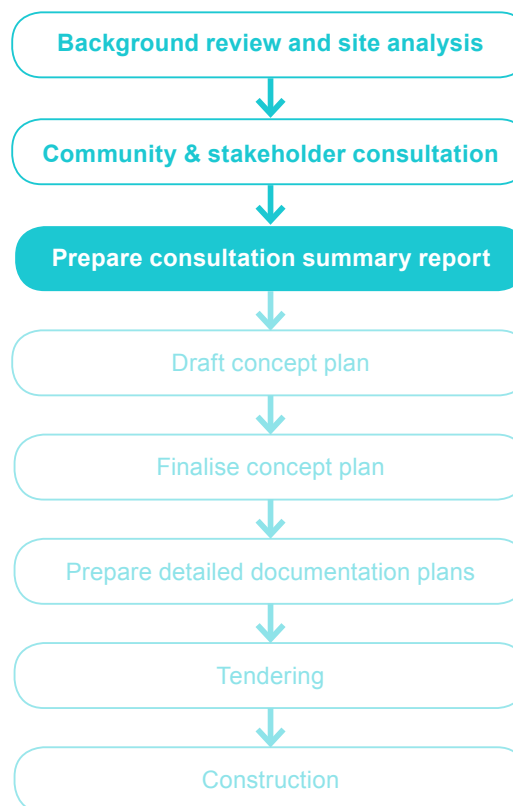 Background review and site analysis
Community & stakeholder consultation
Prepare consultation summary report
Draft concept plan
Finalise concept plan
Prepare detailed documentation plans
Tendering
Construction